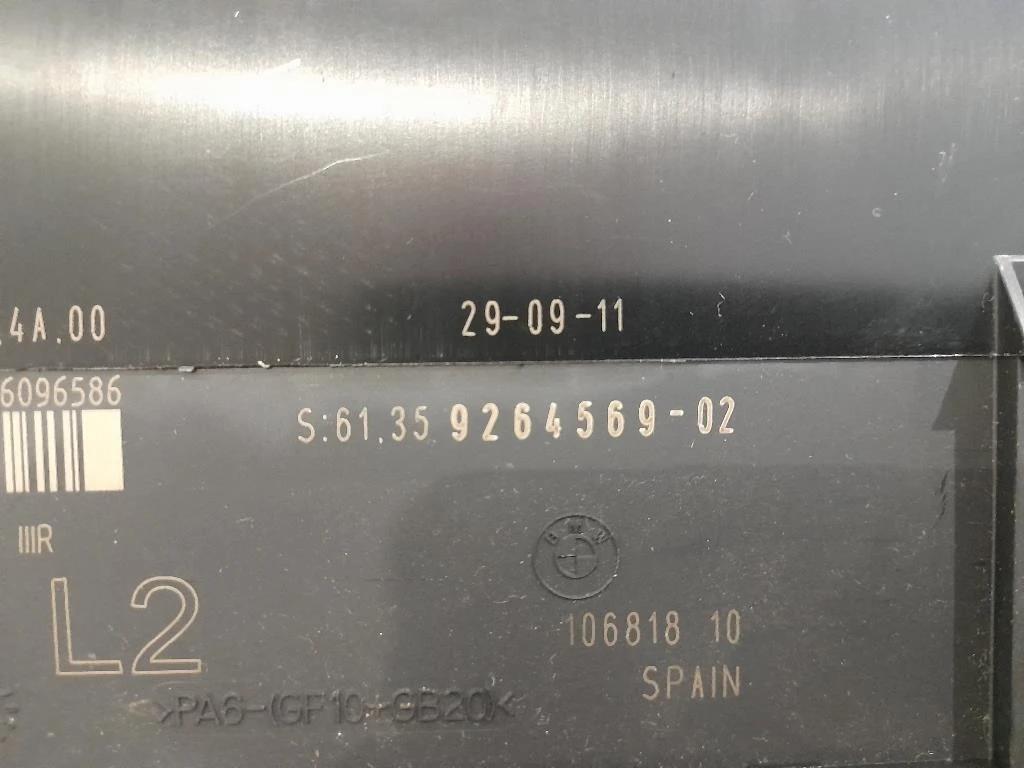 .4A.00
29-09-11
6096586
S:61.35 9264569-02
IIIR
BMW
L2
106818 10
SPAIN
>PA6-(GF10+GB20)<